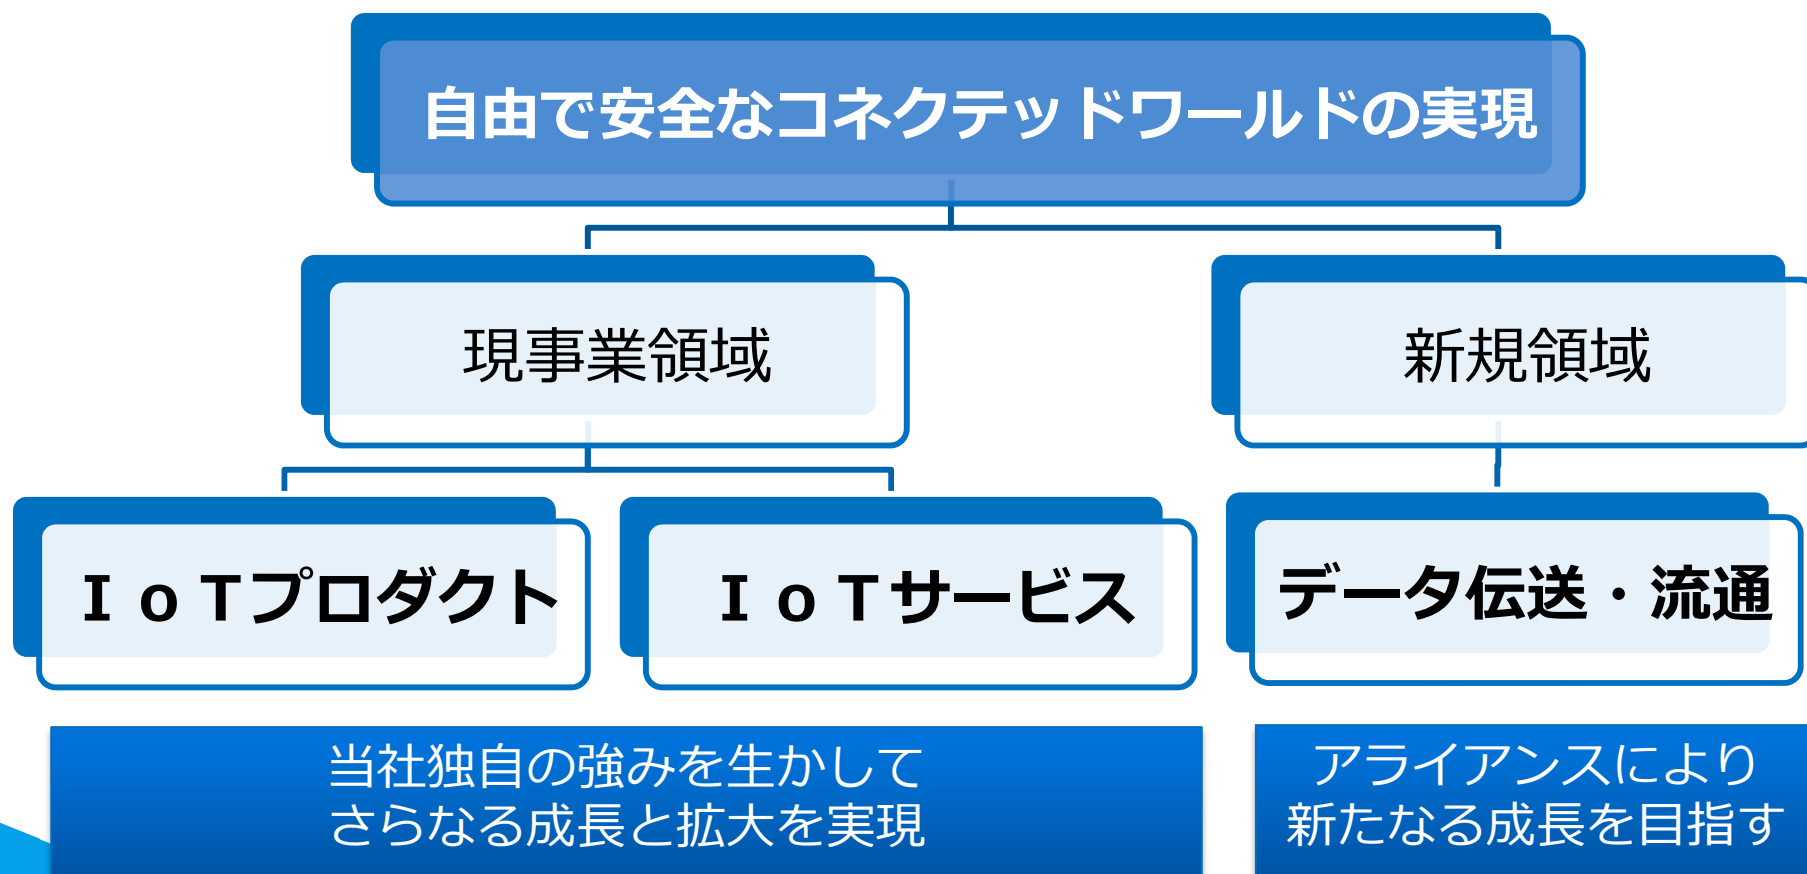 自由で安全なコネクテッドワールドの実現
現事業領域
新規領域
ＩｏＴプロダクト
ＩｏＴサービス
データ伝送・流通
当社独自の強みを生かして
さらなる成長と拡大を実現
アライアンスにより
新たなる成長を目指す